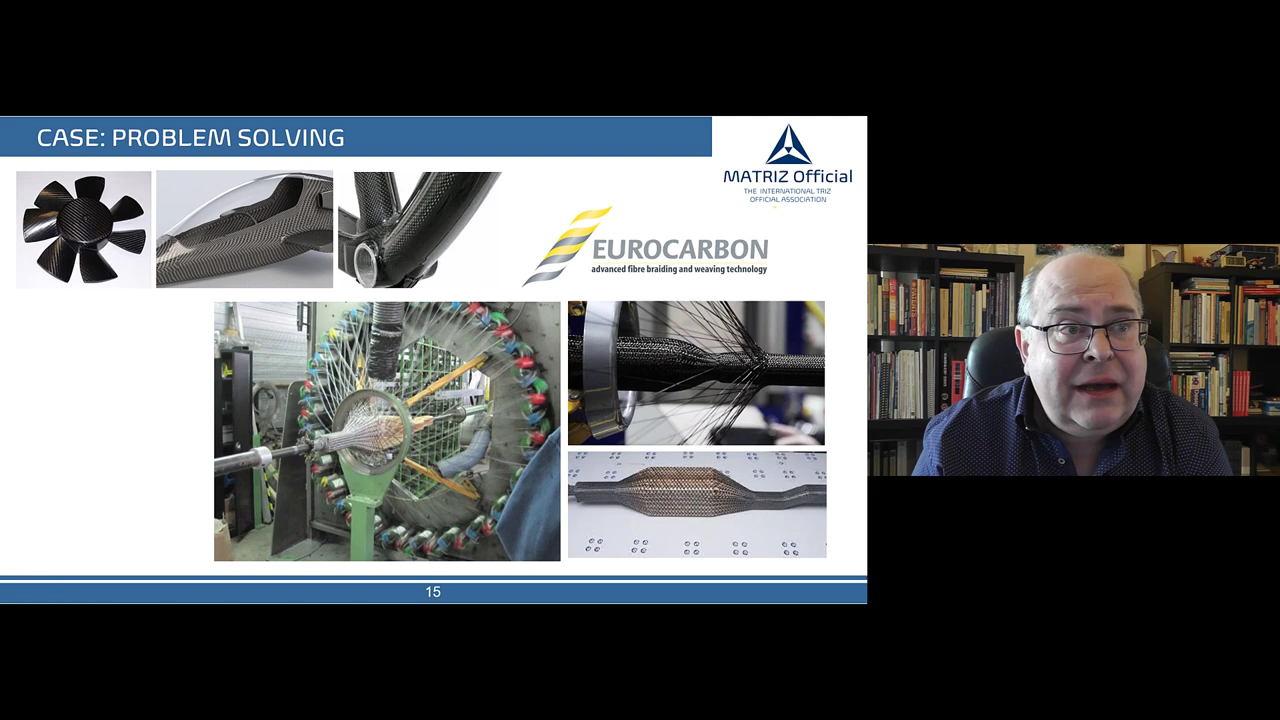 CASE: PROBLEM SOLVING
MATRIZ Official
THE INTERNATIONAL TRIZ
OFFICIAL ASSOCIATION
EUROCARBON
advanced fibre braiding and weaving technology
15